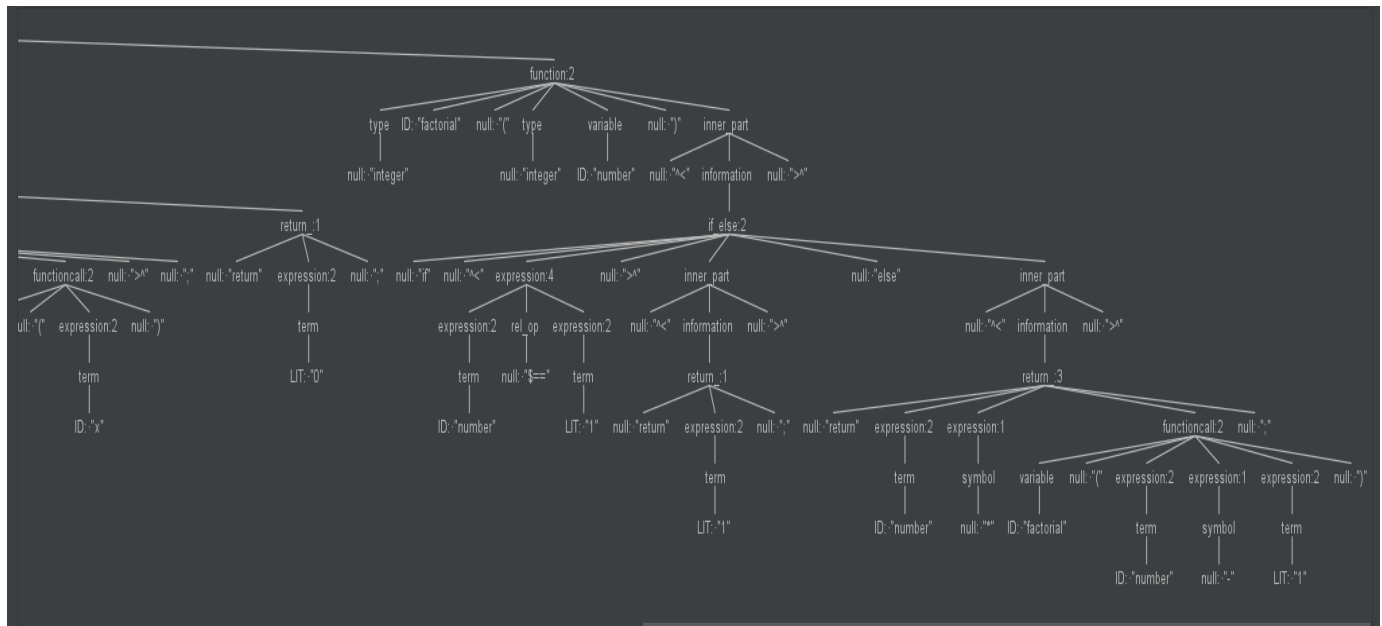 function:2
type ID:·"factorial" null:·"(" type variable null:·")" inner_part
null:·"integer" null:·"integer" ID:·"number" null:·"^<" information null:·">^"
return_:1 if_else:2
functioncall:2 null:·">^" null:·";" null:·"return" expression:2 null:·";" null:·"if" null:·"^<" expression:4 null:·">^" inner_part null:·"else" inner_part
ull:·"(" expression:2 null:·")" term expression:2 rel_op expression:2 null:·"^<" information null:·">^" null:·"^<" information null:·">^"
term LIT:·"0" term null:·"$==" term return_:1 return_:3
ID:·"x" ID:·"number" LIT:·"1" null:·"return" expression:2 null:·";" null:·"return" expression:2 expression:1 functioncall:2 null:·";"
term term symbol variable null:·"(" expression:2 expression:1 expression:2 null:·")"
LIT:·"1" ID:·"number" null:·"*" ID:·"factorial" term symbol term
ID:·"number" null:·"-" LIT:·"1"